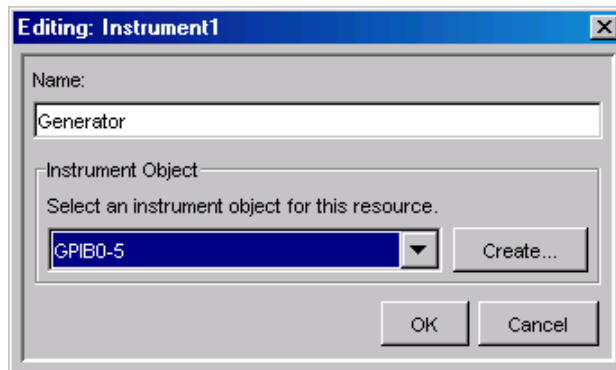 Editing: Instrument1
Name:
Generator
Instrument Object
Select an instrument object for this resource.
GPIB0-5
Create...
OK
Cancel